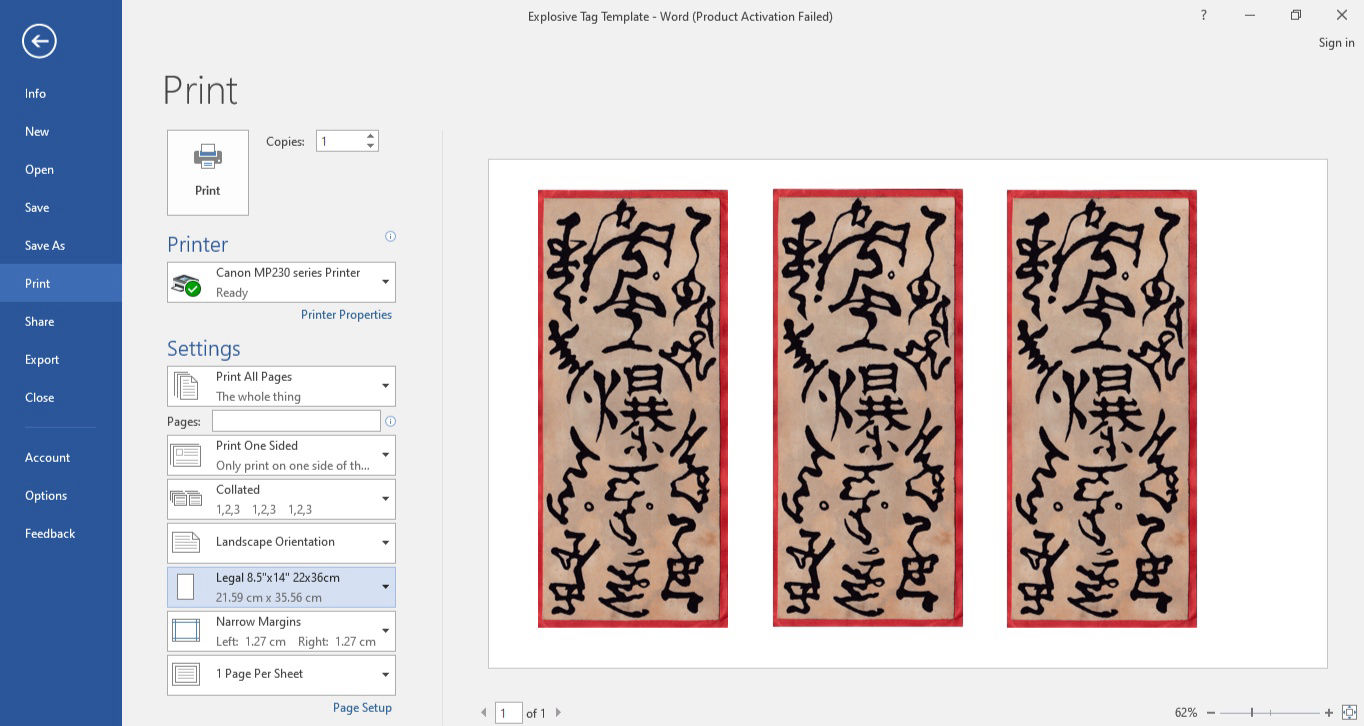 Explosive Tag Template - Word (Product Activation Failed)
?
Sign in
Info
New
Open
Save
Save As
Print
Share
Export
Close
Account
Options
Feedback
Print
Print
Copies: 1
Printer
Canon MP230 series Printer
Ready
Printer Properties
Settings
Print All Pages
The whole thing
Pages:
Print One Sided
Only print on one side of th...
Collated
1,2,3 1,2,3 1,2,3
Landscape Orientation
Legal 8.5"x14" 22x36cm
21.59 cm x 35.56 cm
Narrow Margins
Left: 1.27 cm Right: 1.27 cm
1 Page Per Sheet
Page Setup
爆
爆
爆
1 of 1
62%